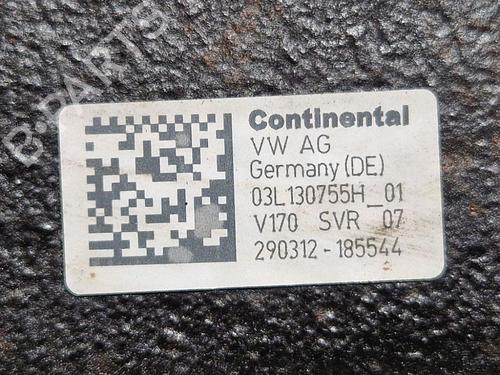 B-PARTS
Continental
VW AG
Germany (DE)
03L130755H_01
V170 SVR 07
290312-185544